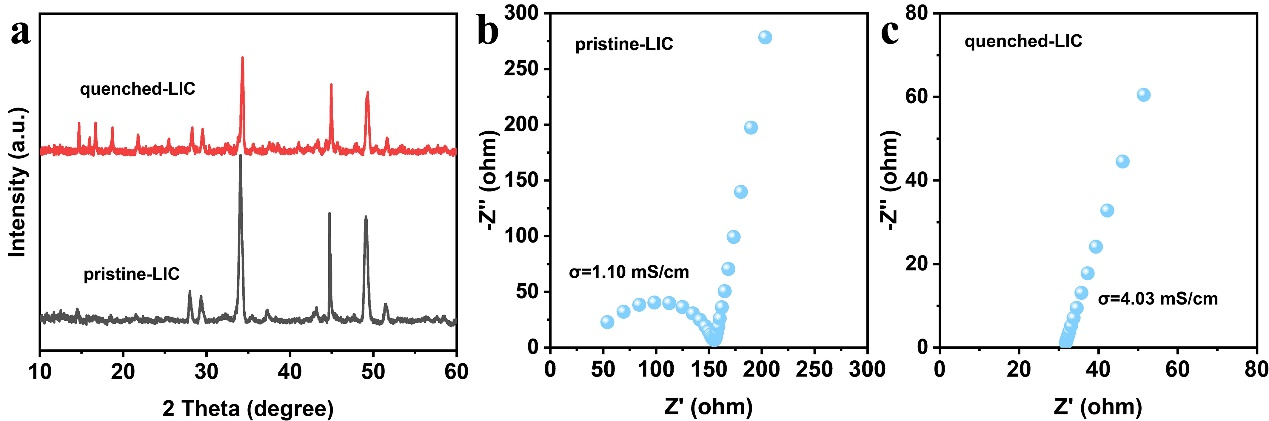 a
quenched-LIC
pristine-LIC
Intensity (a.u.)
10 20 30 40 50 60
2 Theta (degree)
b
pristine-LIC
σ=1.10 mS/cm
-Z'' (ohm)
300
250
200
150
100
50
0
0 50 100 150 200 250 300
Z' (ohm)
c
quenched-LIC
σ=4.03 mS/cm
-Z'' (ohm)
80
60
40
20
0
0 20 40 60 80
Z' (ohm)